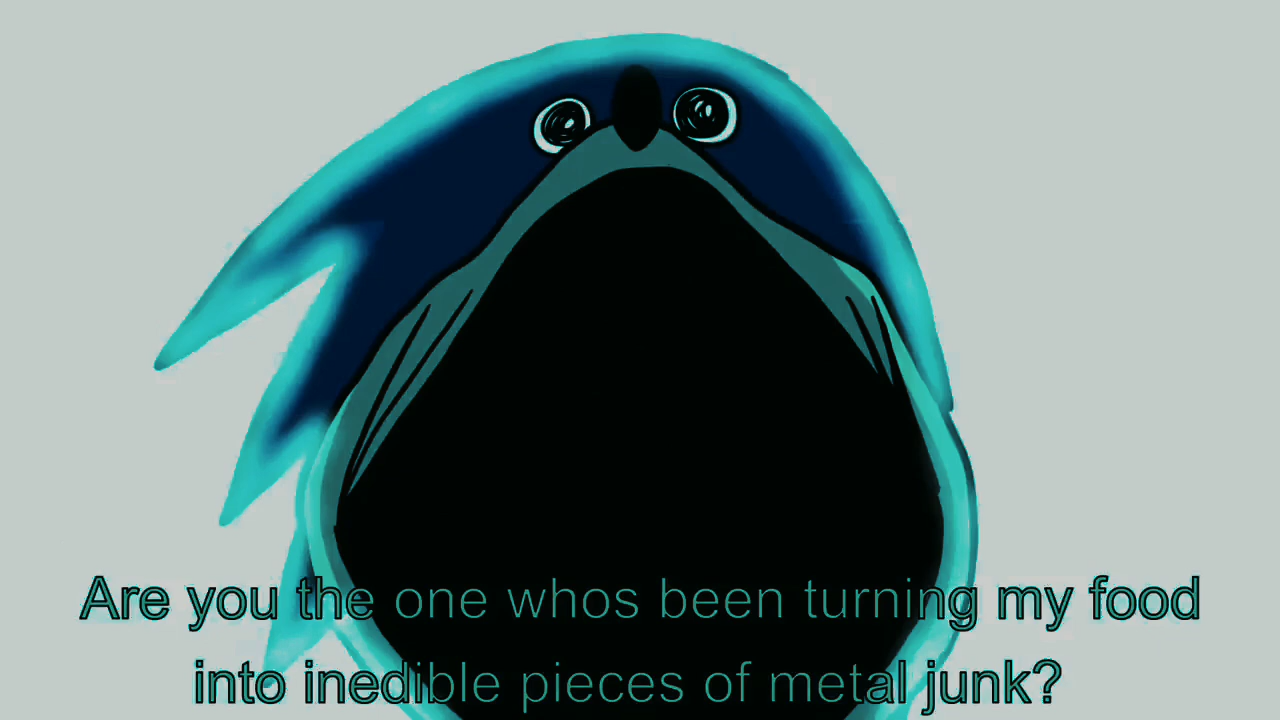 Are you the one whos been turning my food
into inedible pieces of metal junk?